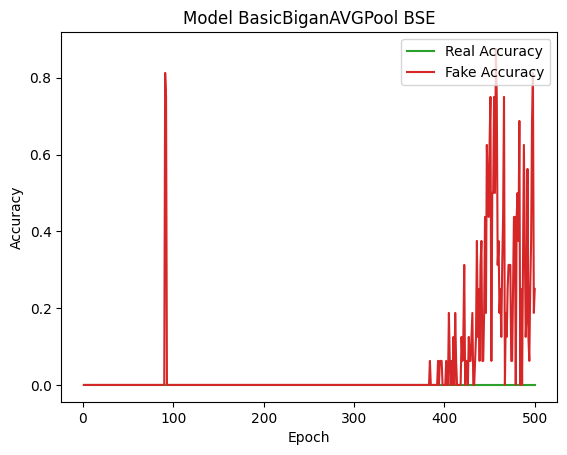 Model BasicBiganAVGPool BSE
Real Accuracy
Fake Accuracy
Accuracy
0.8
0.6
0.4
0.2
0.0
0 100 200 300 400 500
Epoch